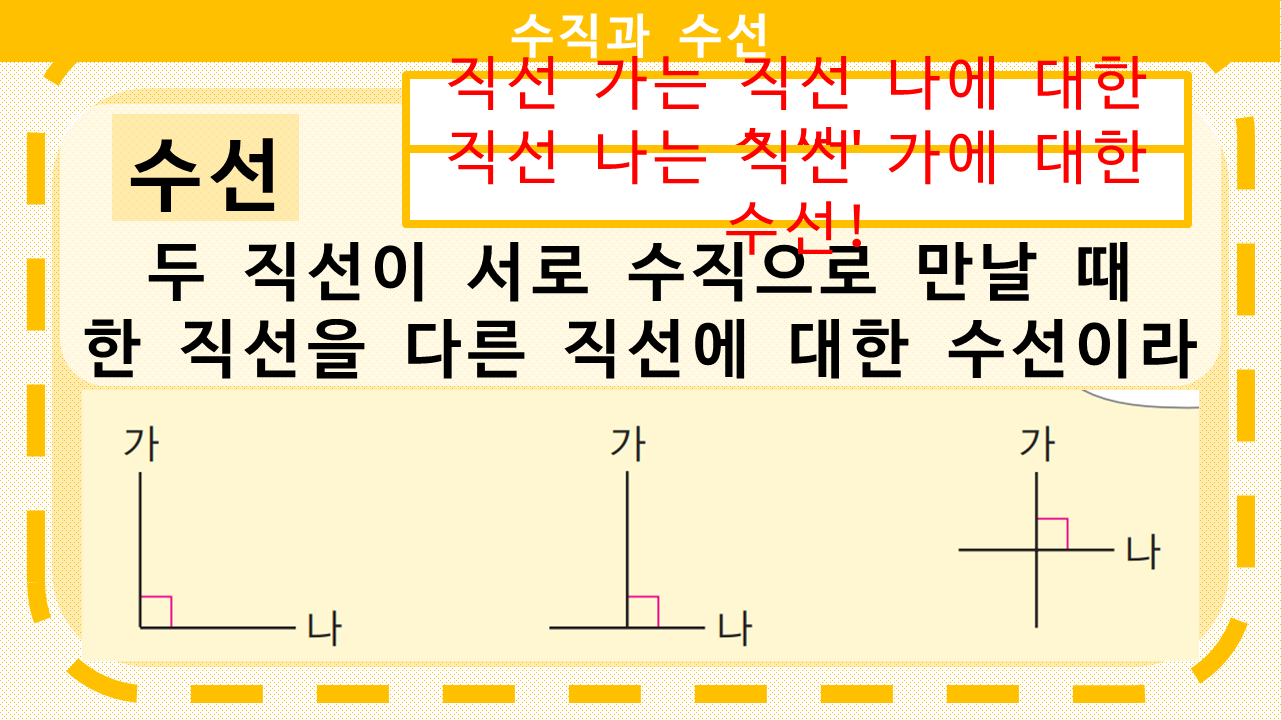 수직과 수선
직선 가는 직선 나에 대한
직선 나는 직선 가에 대한
수선!
수선
두 직선이 서로 수직으로 만날 때
한 직선을 다른 직선에 대한 수선이라
가
나
가
나
가
나